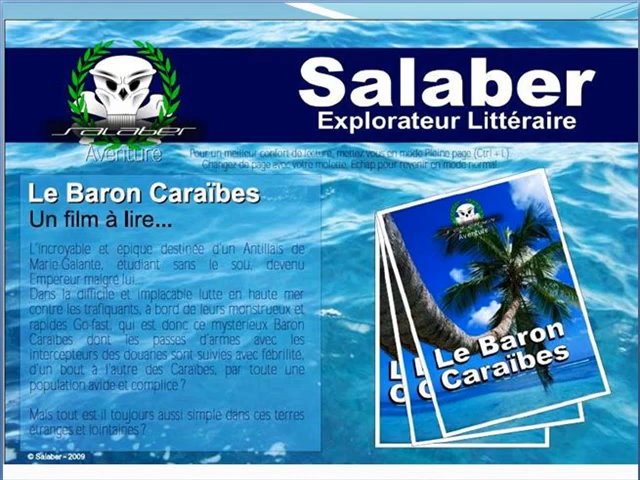 SALABER
Aventure
Salaber
Explorateur Littéraire
Pour un meilleur confort de lecture, mettez vous en mode Pleine page (Ctrl + L)
Changez de page avec votre molette. Echap pour revenir en mode normal.
Le Baron Caraïbes
Un film à lire...
L'incroyable et épique destinée d'un Antillais de
Marie-Galante, étudiant sans le sou, devenu
Empereur malgré lui...
Dans la difficile et implacable lutte en haute mer
contre les trafiquants, à bord de leurs monstrueux et
rapides Go-fast, qui est donc ce mystérieux Baron
Caraïbes dont les passes d'armes avec les
intercepteurs des douanes sont suivies avec fébrilité,
d'un bout à l'autre des Caraïbes, par toute une
population avide et complice ?
Mais tout est il toujours aussi simple dans ces terres
étranges et lointaines ?
Aventure
L L Le Baron
C C Caraïbes
© Salaber - 2009